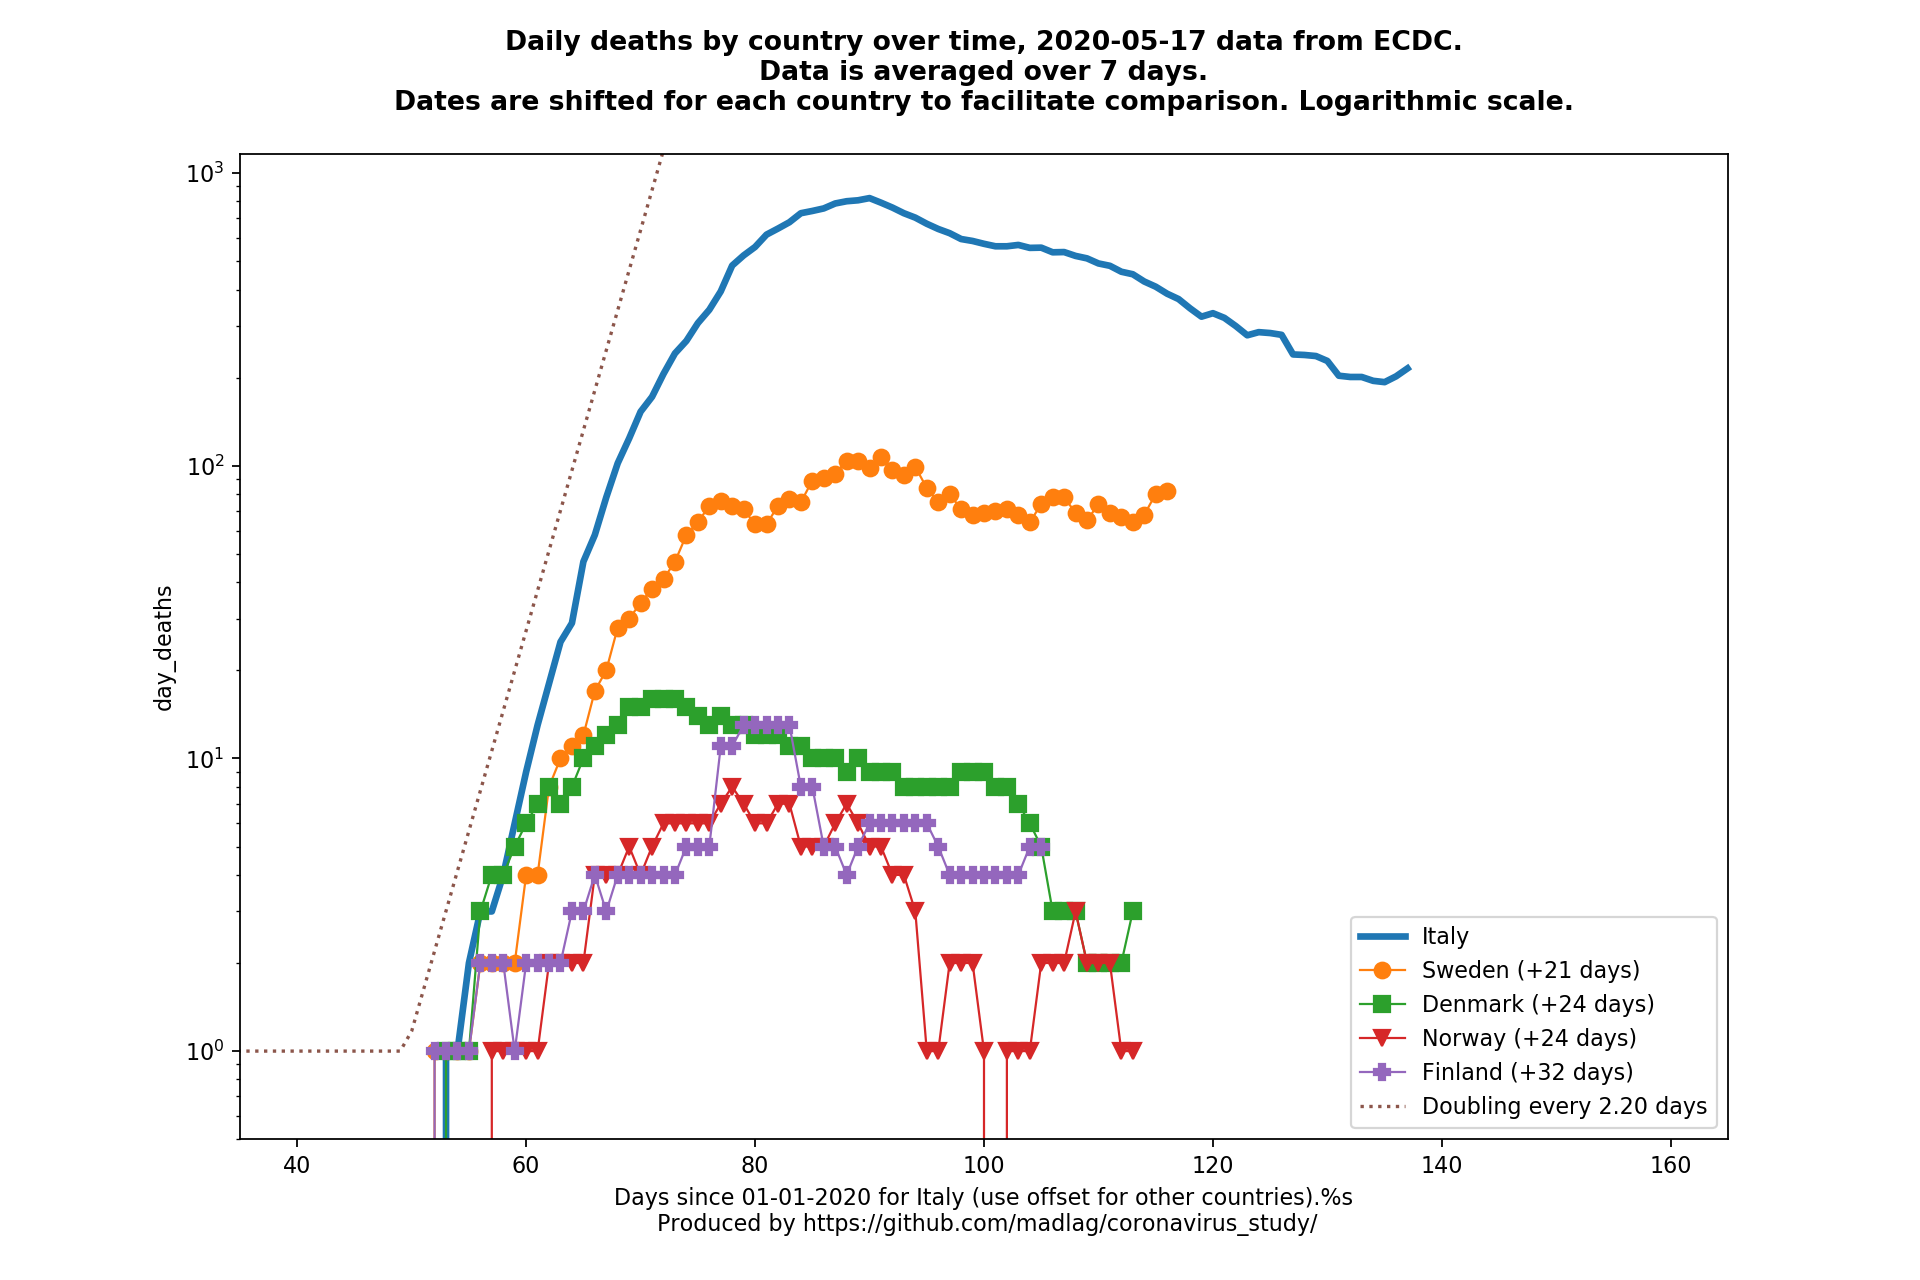 Daily deaths by country over time, 2020-05-17 data from ECDC.
Data is averaged over 7 days.
Dates are shifted for each country to facilitate comparison. Logarithmic scale.
10³
10²
10¹
10⁰
day_deaths
Italy
Sweden (+21 days)
Denmark (+24 days)
Norway (+24 days)
Finland (+32 days)
Doubling every 2.20 days
40 60 80 100 120 140 160
Days since 01-01-2020 for Italy (use offset for other countries).%s
Produced by https://github.com/madlag/coronavirus_study/